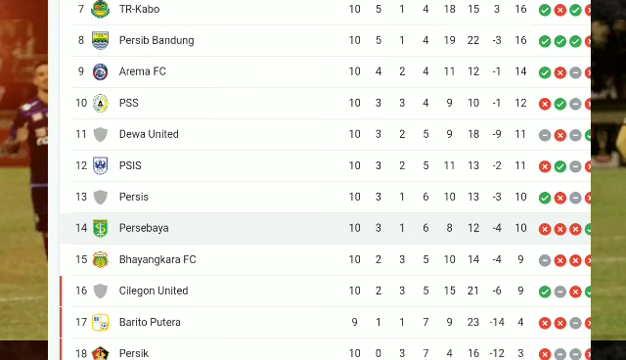 7 TR-Kabo 10 5 1 4 18 15 3 16
8 Persib Bandung 10 5 1 4 19 22 -3 16
9 Arema FC 10 4 2 4 11 12 -1 14
10 PSS 10 3 3 4 9 10 -1 12
11 Dewa United 10 3 2 5 9 18 -9 11
12 PSIS 10 3 2 5 11 13 -2 11
13 Persis 10 3 1 6 10 13 -3 10
14 Persebaya 10 3 1 6 8 12 -4 10
15 Bhayangkara FC 10 2 3 5 10 14 -4 9
16 Cilegon United 10 2 3 5 15 21 -6 9
17 Barito Putera 9 1 1 7 9 23 -14 4
18 Persik 10 0 3 7 4 16 -12 3